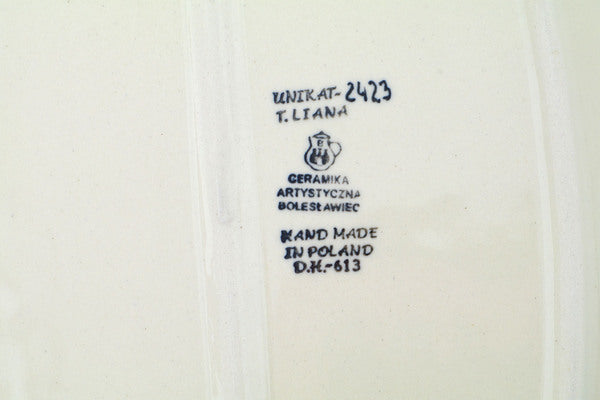 UNIKAT-2423
T. LIANA
CERAMIKA
ARTYSTYCZNA
BOLESŁAWIEC
HAND MADE
IN POLAND
D.H.-613